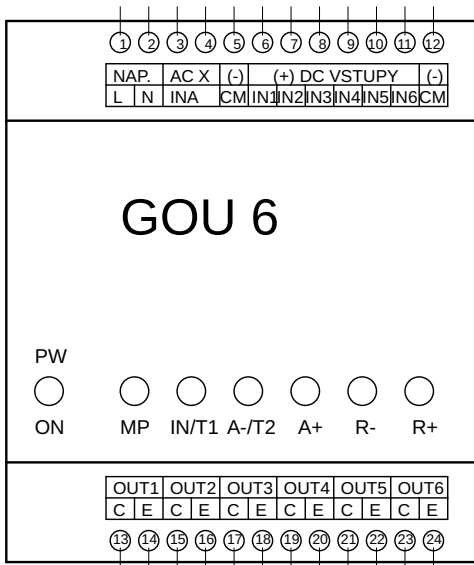 1 2 3 4 5 6 7 8 9 10 11 12
NAP. AC X (-) (+) DC VSTUPY (-)
L N INA CM IN1 IN2 IN3 IN4 IN5 IN6 CM
GOU 6
PW
ON MP IN/T1 A-/T2 A+ R- R+
OUT1 OUT2 OUT3 OUT4 OUT5 OUT6
C E C E C E C E C E C E
13 14 15 16 17 18 19 20 21 22 23 24